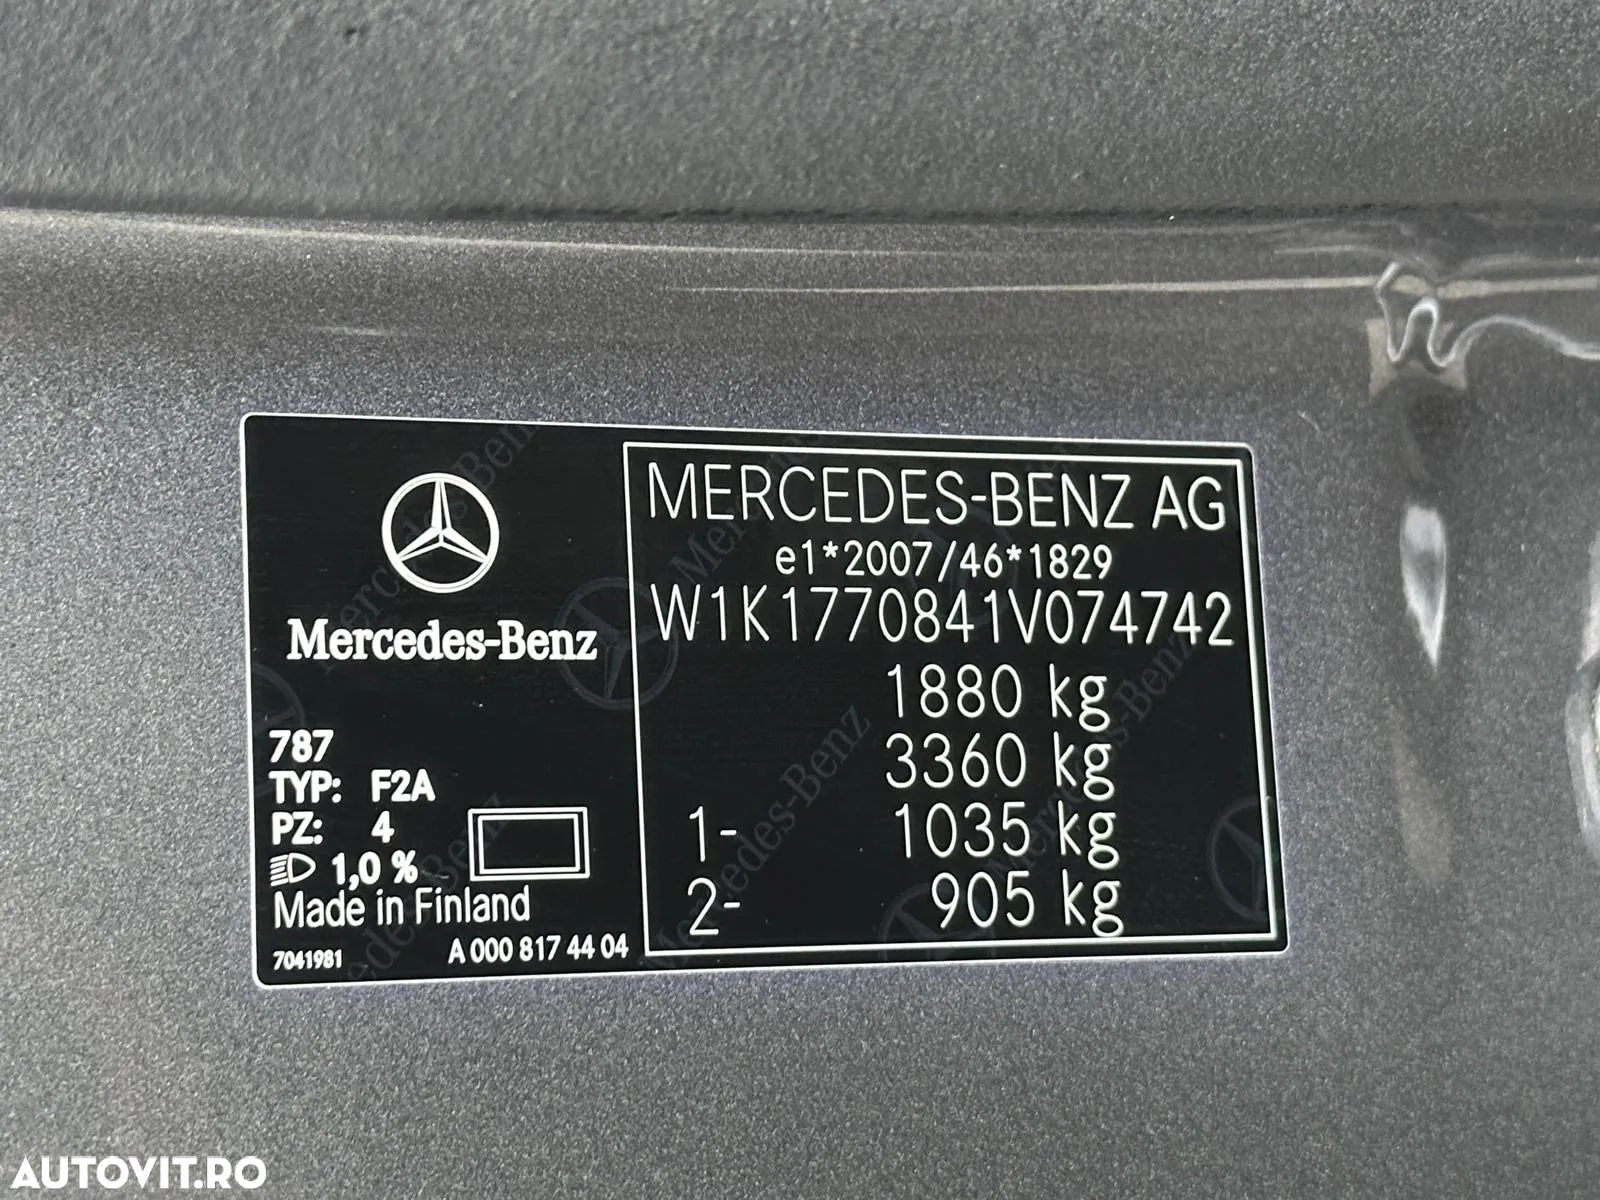 MERCEDES-BENZ AG
e1*2007/46*1829
W1K1770841V074742
1880 kg
3360 kg
1- 1035 kg
2- 905 kg
Mercedes-Benz
787
TYP: F2A
PZ: 4
1,0 %
Made in Finland
7041981 A 000 817 44 04
AUTOVIT.RO